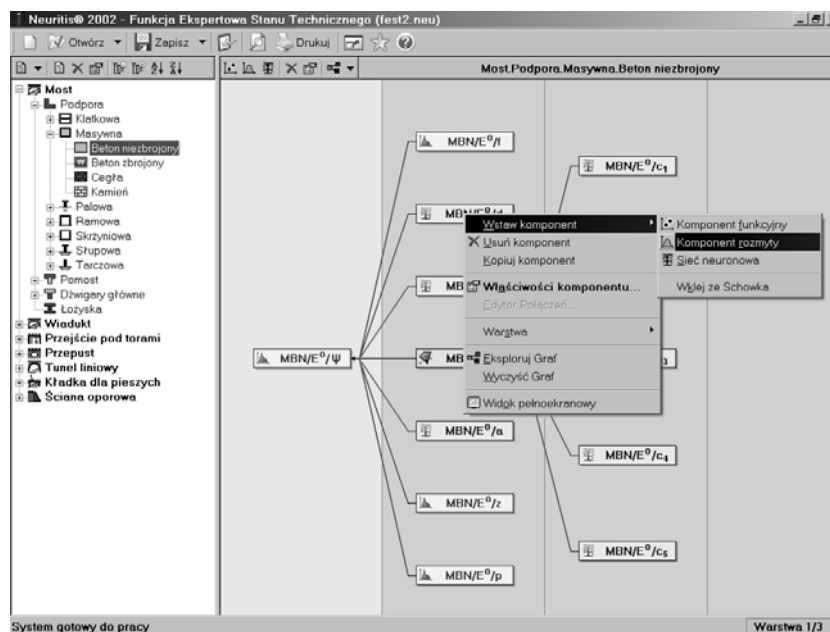 Neuritis® 2002 - Funkcja Ekspertowa Stanu Technicznego (fest2.neu)
Otwórz Zapisz Drukuj
Most.Podpora.Masywna.Beton niezbrojony
Most
Podpora
Klatkowa
Masywna
Beton niezbrojony
Beton zbrojony
Cegła
Kamień
Palowa
Ramowa
Skrzyniowa
Słupowa
Tarczowa
Pomost
Dźwigary główne
Łożyska
Wiadukt
Przejście pod torami
Przepust
Tunel liniowy
Kładka dla pieszych
Ściana oporowa
MBN/E⁰/ψ
MBN/E⁰/f
MB
MB
MB
MBN/E⁰/a
MBN/E⁰/z
MBN/E⁰/p
MBN/E⁰/c₁
3
MBN/E⁰/c₄
MBN/E⁰/c₅
Wstaw komponent
Usuń komponent
Kopiuj komponent
Właściwości komponentu...
Edytor Połączeń...
Warstwa
Eksploruj Graf
Wyczyść Graf
Widok pełnoekranowy
Komponent funkcyjny
Komponent rozmyty
Sieć neuronowa
Wklej ze Schowka
System gotowy do pracy
Warstwa 1/3